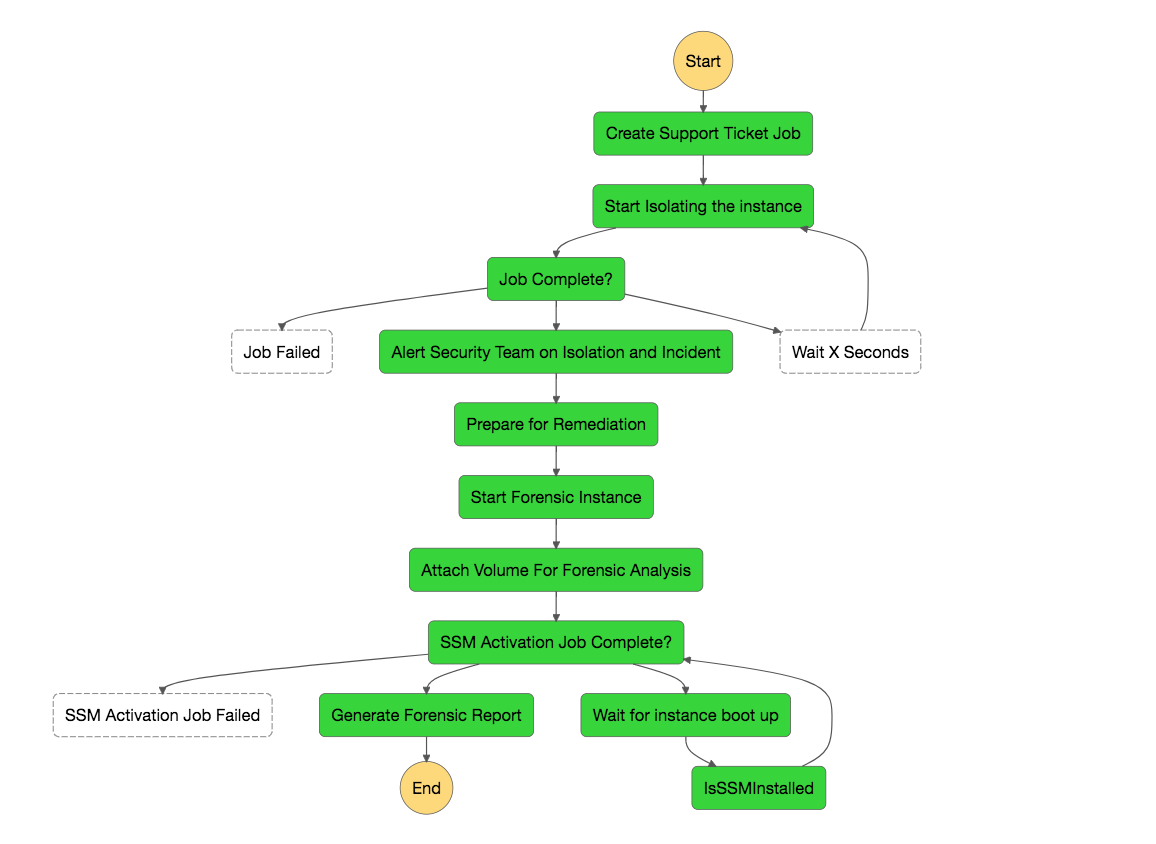 Start
Create Support Ticket Job
Start Isolating the instance
Job Complete?
Job Failed
Alert Security Team on Isolation and Incident
Wait X Seconds
Prepare for Remediation
Start Forensic Instance
Attach Volume For Forensic Analysis
SSM Activation Job Complete?
SSM Activation Job Failed
Generate Forensic Report
Wait for instance boot up
End
IsSSMInstalled